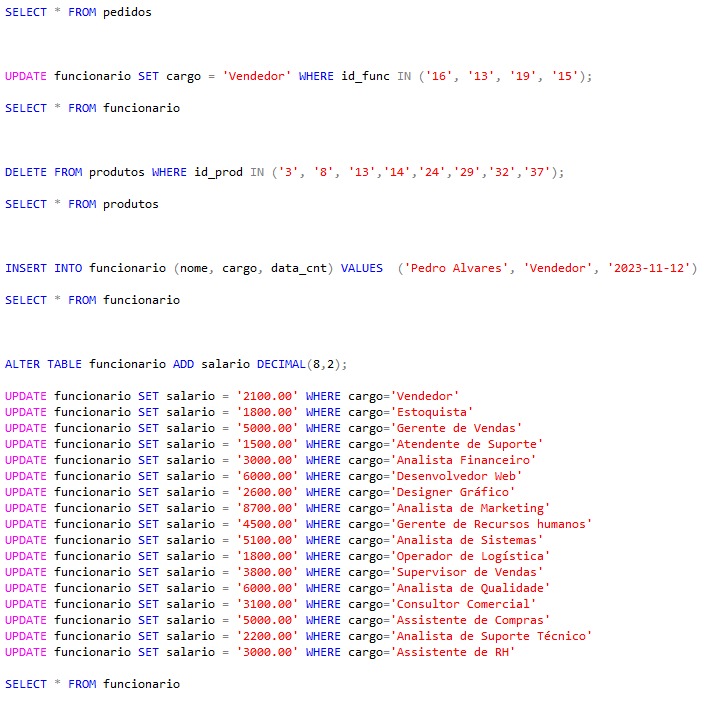 SELECT * FROM pedidos
UPDATE funcionario SET cargo = 'Vendedor' WHERE id_func IN ('16', '13', '19', '15');
SELECT * FROM funcionario
DELETE FROM produtos WHERE id_prod IN ('3', '8', '13','14','24','29','32','37');
SELECT * FROM produtos
INSERT INTO funcionario (nome, cargo, data_cnt) VALUES  ('Pedro Alvares', 'Vendedor', '2023-11-12')
SELECT * FROM funcionario
ALTER TABLE funcionario ADD salario DECIMAL(8,2);
UPDATE funcionario SET salario = '2100.00' WHERE cargo='Vendedor'
UPDATE funcionario SET salario = '1800.00' WHERE cargo='Estoquista'
UPDATE funcionario SET salario = '5000.00' WHERE cargo='Gerente de Vendas'
UPDATE funcionario SET salario = '1500.00' WHERE cargo='Atendente de Suporte'
UPDATE funcionario SET salario = '3000.00' WHERE cargo='Analista Financeiro'
UPDATE funcionario SET salario = '6000.00' WHERE cargo='Desenvolvedor Web'
UPDATE funcionario SET salario = '2600.00' WHERE cargo='Designer Gráfico'
UPDATE funcionario SET salario = '8700.00' WHERE cargo='Analista de Marketing'
UPDATE funcionario SET salario = '4500.00' WHERE cargo='Gerente de Recursos humanos'
UPDATE funcionario SET salario = '5100.00' WHERE cargo='Analista de Sistemas'
UPDATE funcionario SET salario = '1800.00' WHERE cargo='Operador de Logística'
UPDATE funcionario SET salario = '3800.00' WHERE cargo='Supervisor de Vendas'
UPDATE funcionario SET salario = '6000.00' WHERE cargo='Analista de Qualidade'
UPDATE funcionario SET salario = '3100.00' WHERE cargo='Consultor Comercial'
UPDATE funcionario SET salario = '5000.00' WHERE cargo='Assistente de Compras'
UPDATE funcionario SET salario = '2200.00' WHERE cargo='Analista de Suporte Técnico'
UPDATE funcionario SET salario = '3000.00' WHERE cargo='Assistente de RH'
SELECT * FROM funcionario